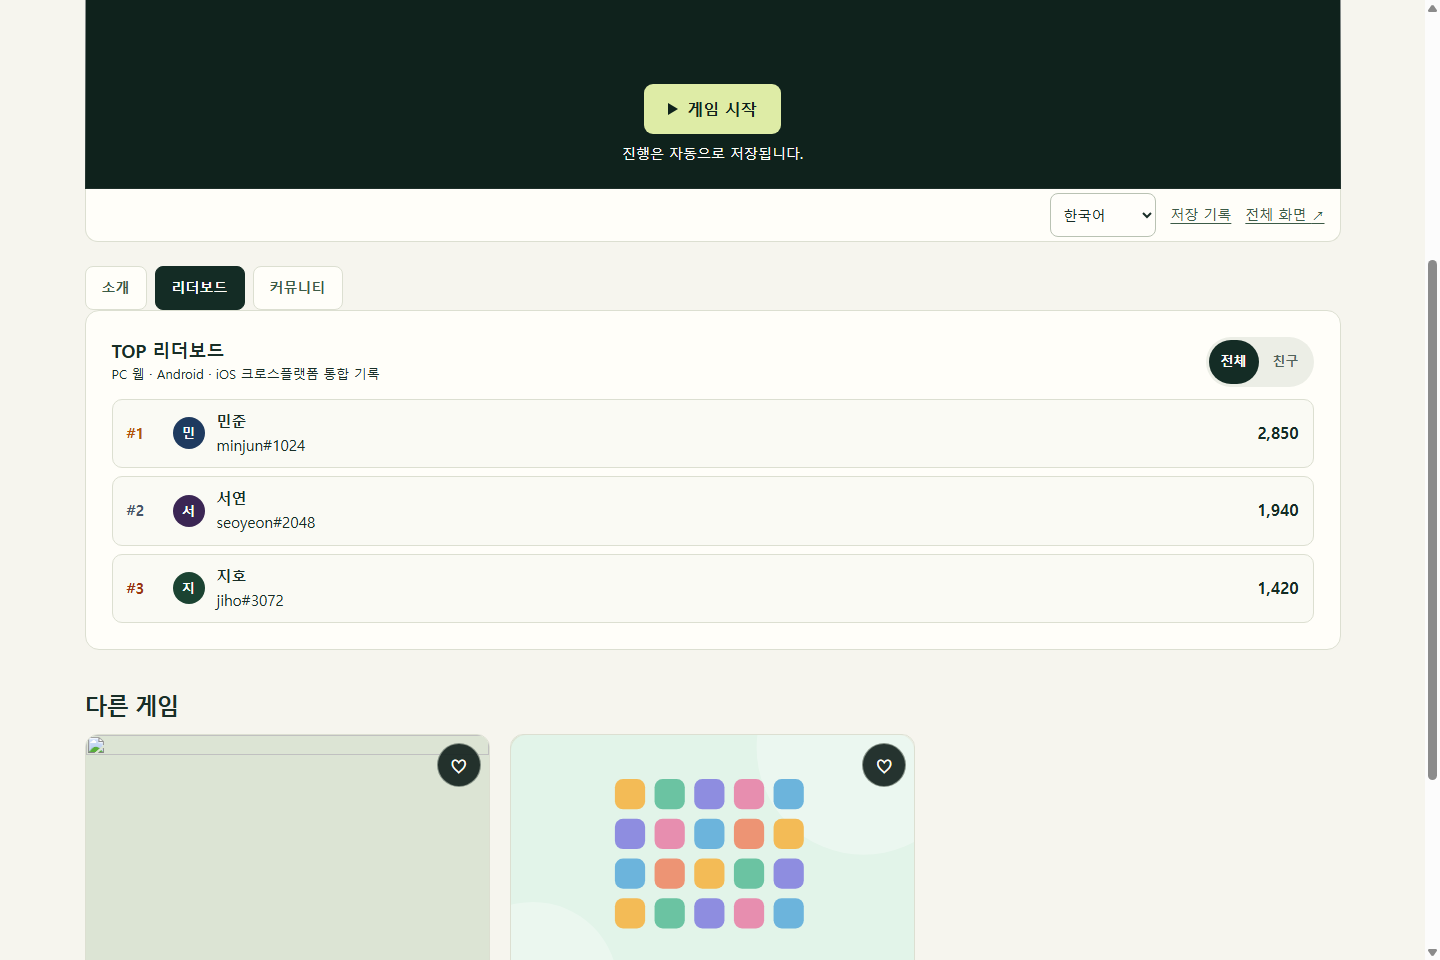 ▶ 게임 시작
진행은 자동으로 저장됩니다.
한국어
저장 기록
전체 화면 ↗
소개
리더보드
커뮤니티
TOP 리더보드
PC 웹 · Android · iOS 크로스플랫폼 통합 기록
전체
친구
#1
민
민준
minjun#1024
2,850
#2
서
서연
seoyeon#2048
1,940
#3
지
지호
jiho#3072
1,420
다른 게임